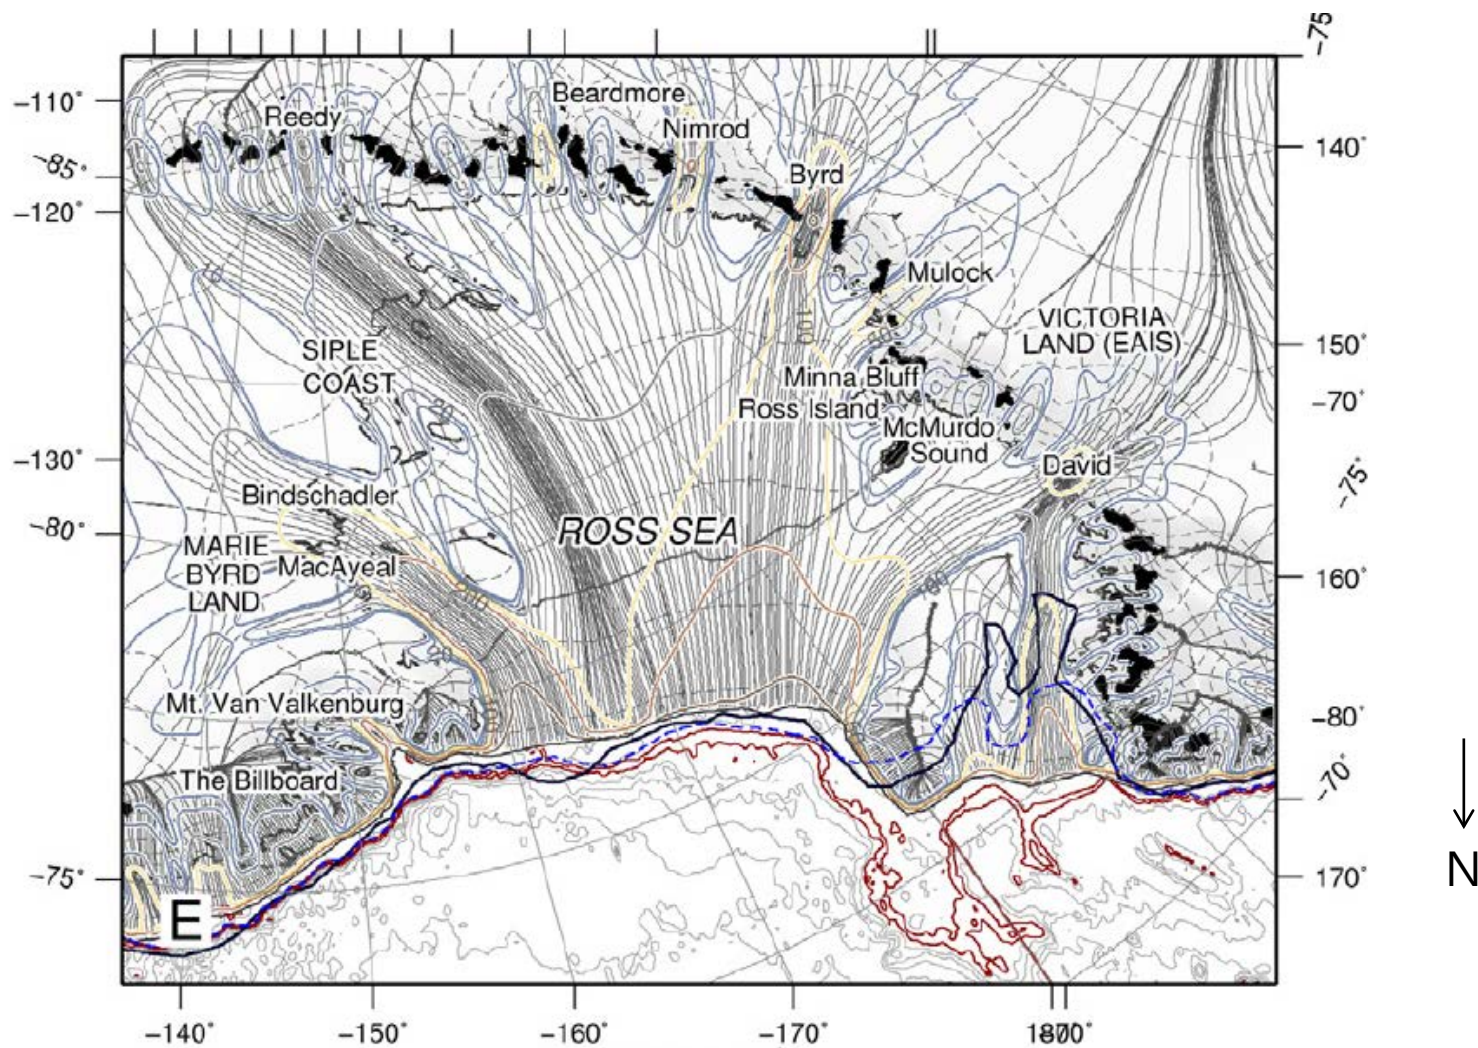 -75
-110°
Beardmore
Reedy
Nimrod
140°
-85°
Byrd
-120°
Mulock
VICTORIA
LAND (EAIS)
150°
SIPLE
COAST
100
Minna Bluff
Ross Island
-70°
McMurdo
Sound
-130°
David
-75°
Bindschadler
ROSS SEA
-80°
MARIE
BYRD
LAND
MacAyeal
160°
Mt. Van Valkenburg
-80°
The Billboard
-70°
-75°
170°
N
E
-140°
-150°
-160°
-170°
180°